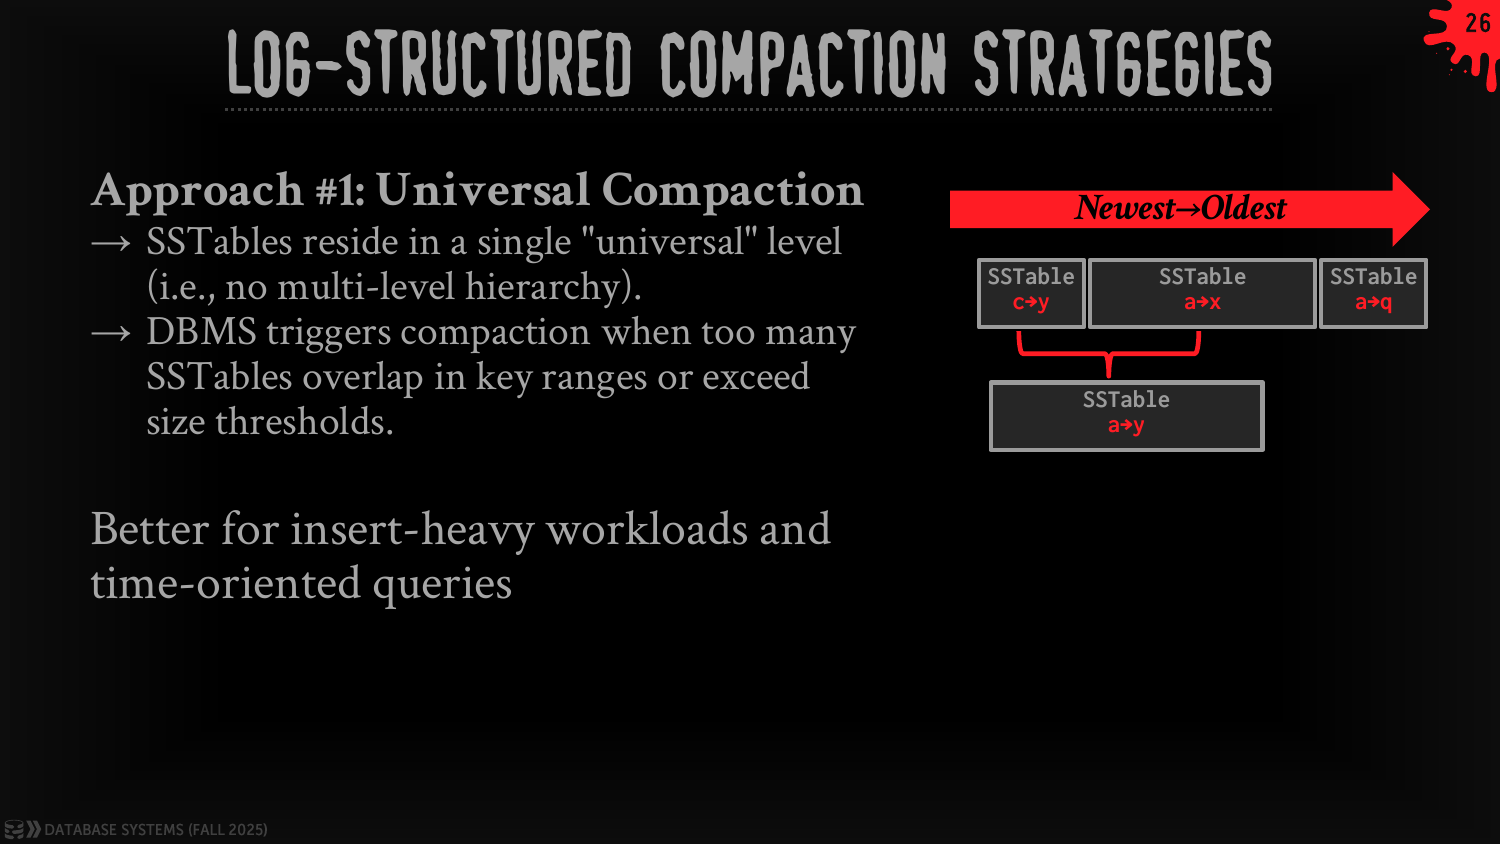 26
LOG-STRUCTURED COMPACTION STRATGEGIES
Approach #1: Universal Compaction
→ SSTables reside in a single "universal" level
(i.e., no multi-level hierarchy).
→ DBMS triggers compaction when too many
SSTables overlap in key ranges or exceed
size thresholds.
Better for insert-heavy workloads and
time-oriented queries
Newest→Oldest
SSTable
c→y
SSTable
a→x
SSTable
a→q
SSTable
a→y
DATABASE SYSTEMS (FALL 2025)